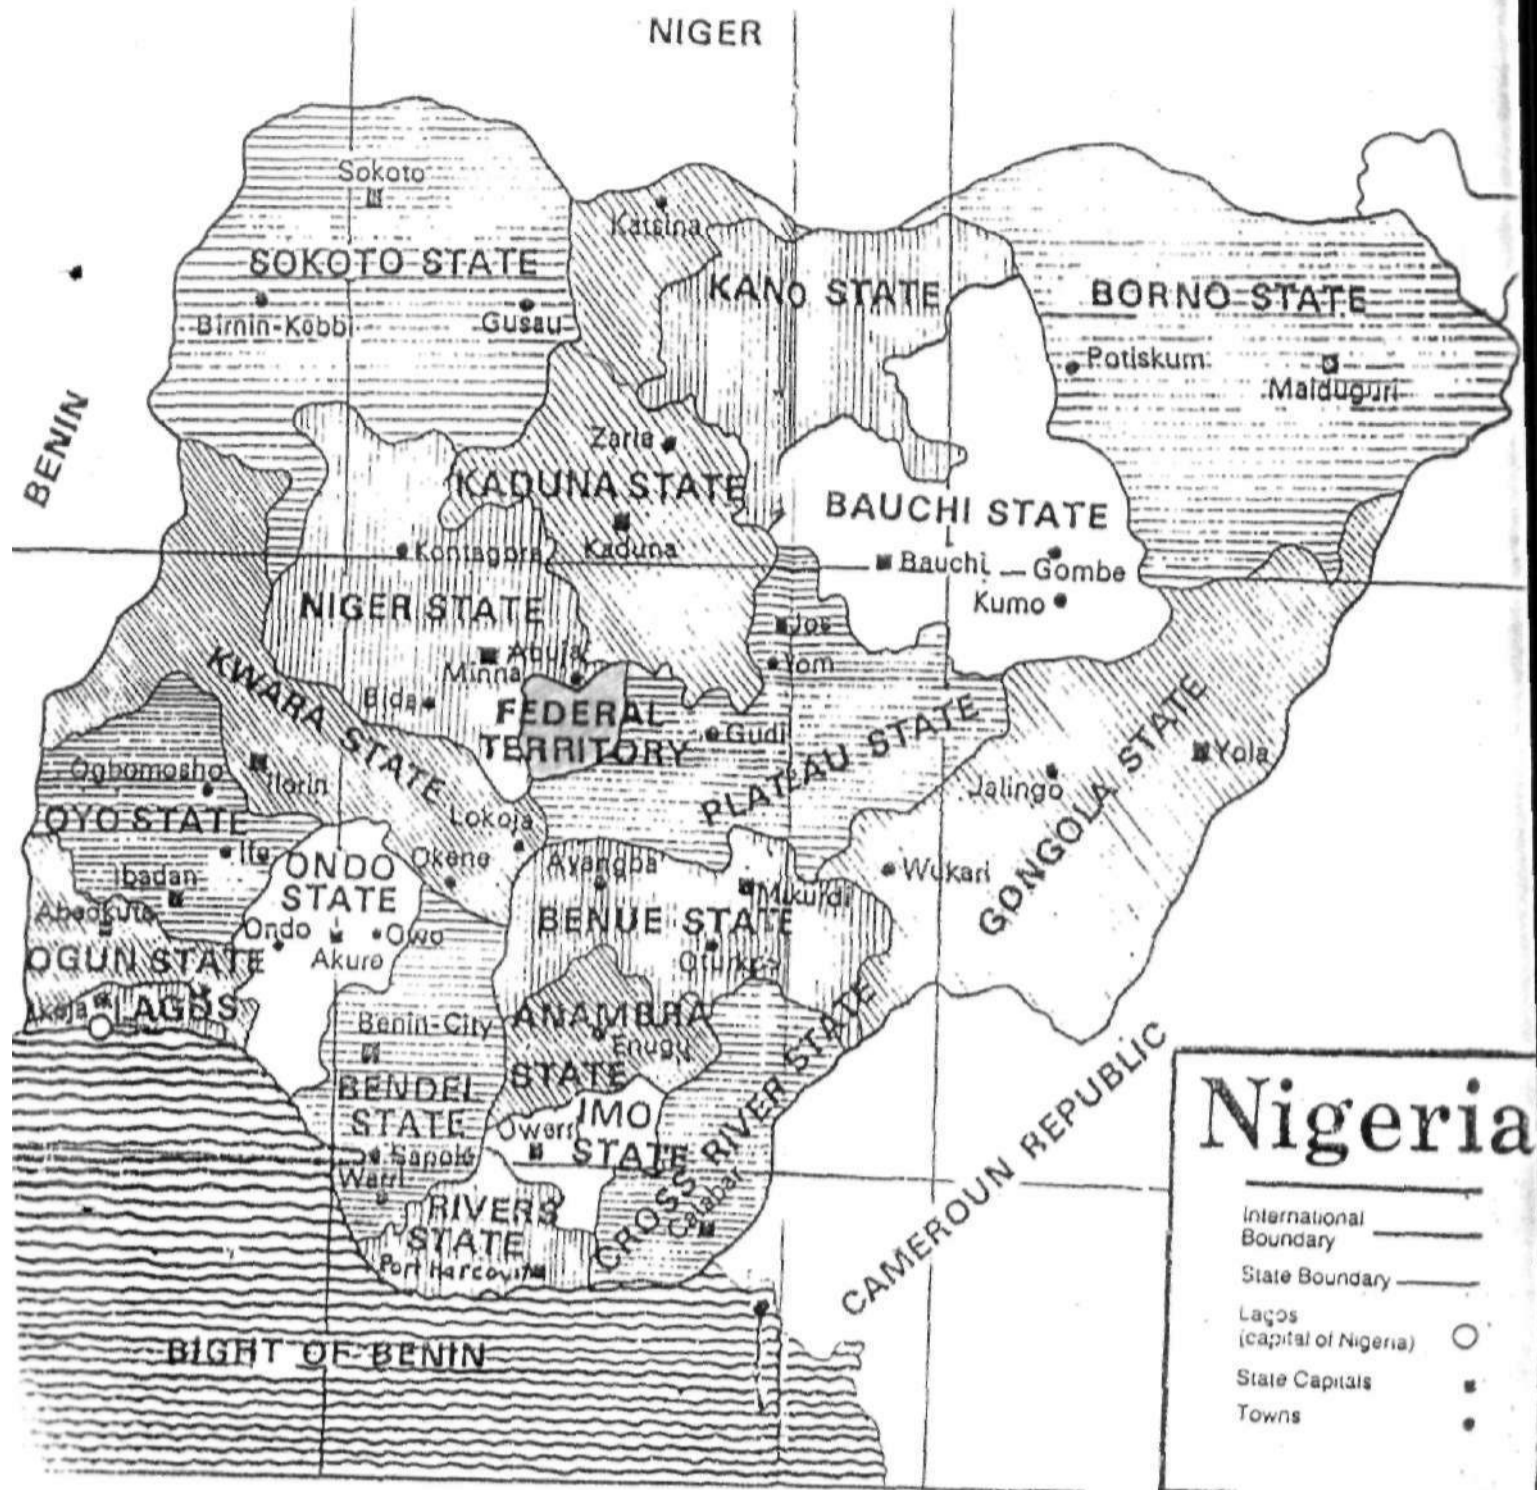 NIGER
Sokoto
SOKOTO STATE
Birnin-Kebbi
Gusau
Katsina
KANO STATE
BORNO STATE
Potiskum
Maiduguri
BENIN
Zaria
KADUNA STATE
Kaduna
BAUCHI STATE
Bauchi
Gombe
Kumo
Kontagora
NIGER STATE
Abuja
Minna
Bida
Jos
Yom
FEDERAL
TERRITORY
Gudi
PLATEAU STATE
KWARA STATE
Ilorin
Lokoja
Okene
Ogbomosho
OYO STATE
Ife
Ibadan
ONDO
STATE
Ondo
Owo
Akure
Abeokuta
OGUN STATE
Ikeja
LAGOS
Jalingo
Yola
GONGOLA STATE
Wukari
Ayangba
Mikurdi
BENUE STATE
ANAMBRA
STATE
Enugu
Benin-City
BENDEL
STATE
Sapele
Warri
IMO
STATE
Owerri
CROSS RIVER STATE
Calabar
RIVERS
STATE
Port Harcourt
CAMEROUN REPUBLIC
BIGHT OF BENIN
Nigeria
International
Boundary
State Boundary
Lagos
(capital of Nigeria)
State Capitals
Towns